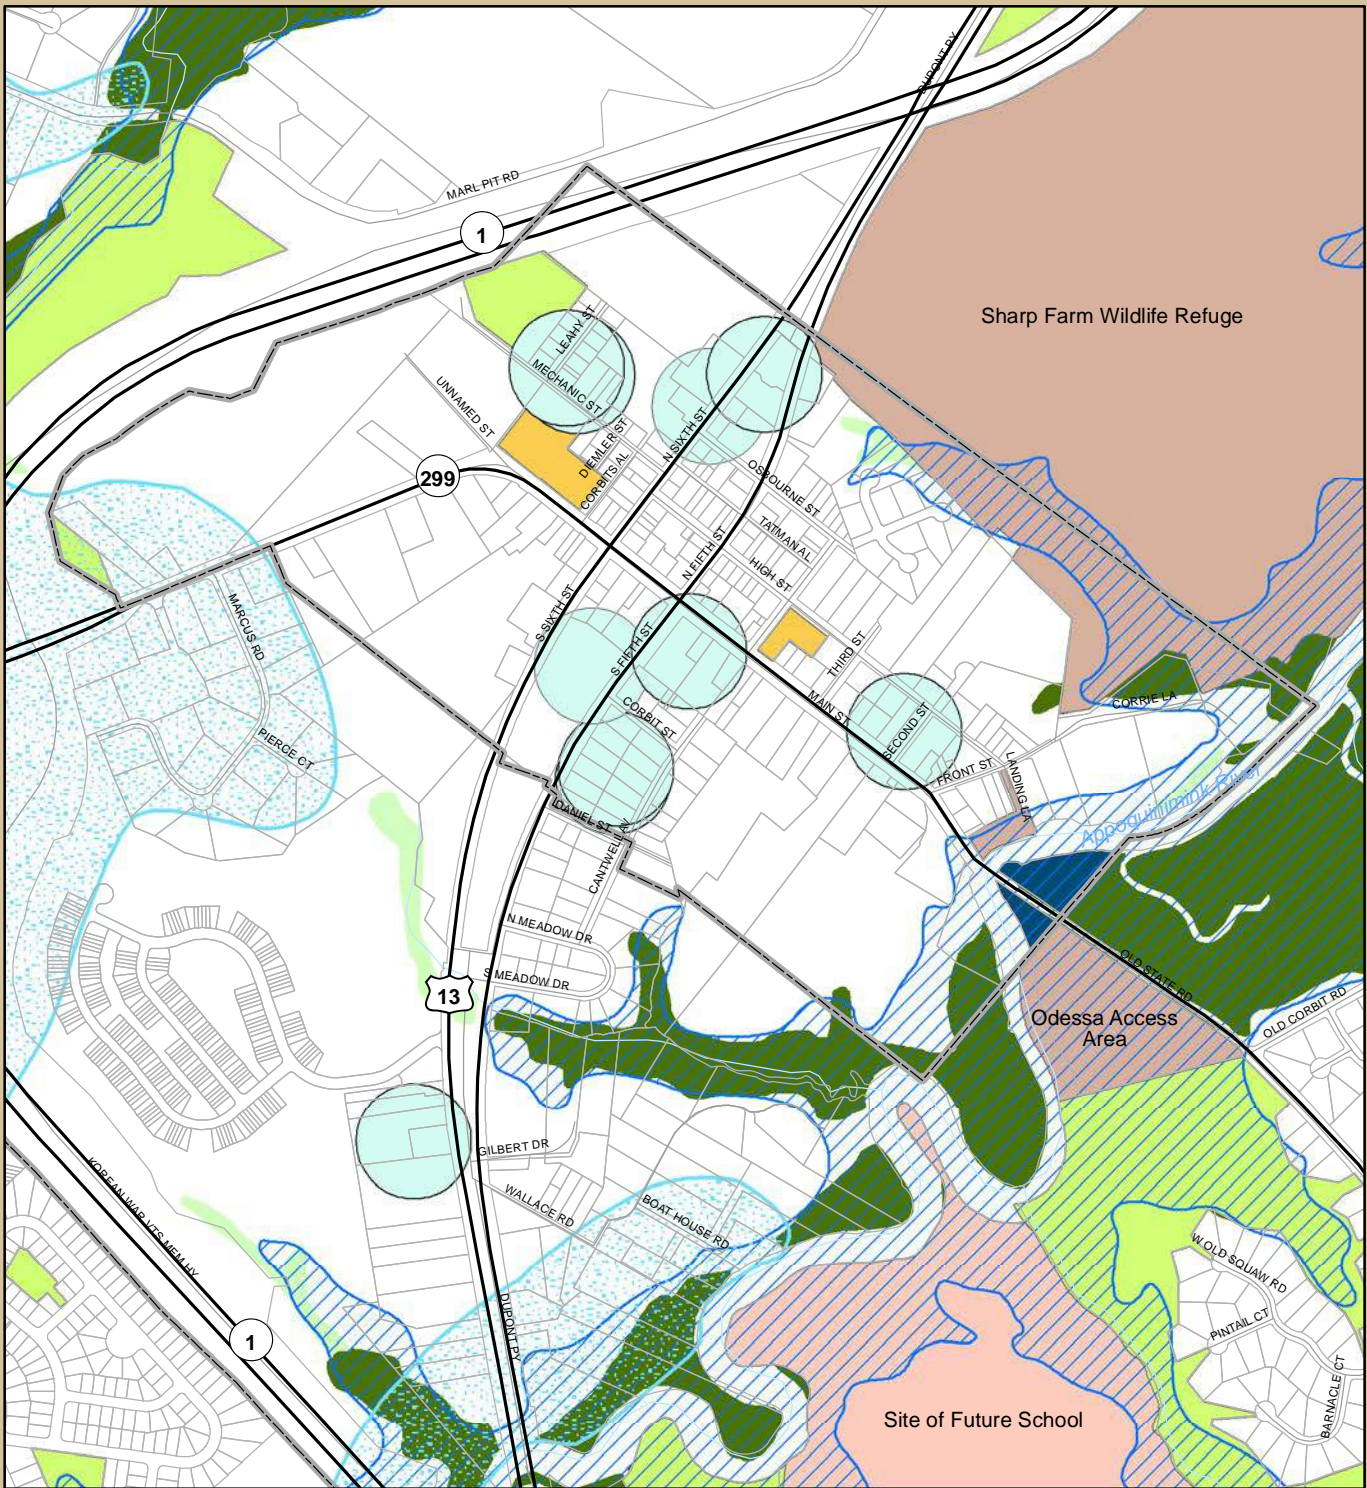 DUPONT PY
MARL PIT RD
1
Sharp Farm Wildlife Refuge
LEAHY ST
MECHANIC ST
UNNAMED ST
N SIXTH ST
DIEMLER ST
CORBITS AL
299
OSBOURNE ST
TATMAN AL
N FIFTH ST
HIGH ST
MARCUS RD
S SIXTH ST
S FIFTH ST
THIRD ST
MAIN ST
CORBIT ST
SECOND ST
CORRIE LA
PIERCE CT
FRONT ST
LANDING LA
DANIEL ST
CANTWELL AV
Appoquinimink River
N MEADOW DR
S MEADOW DR
13
OLD STATE RD
Odessa Access
Area
OLD CORBIT RD
GILBERT DR
WALLACE RD
BOAT HOUSE RD
KOREAN WAR VTS MEM HY
W OLD SQUAW RD
PINTAIL CT
DUPONT PY
1
BARNACLE CT
Site of Future School